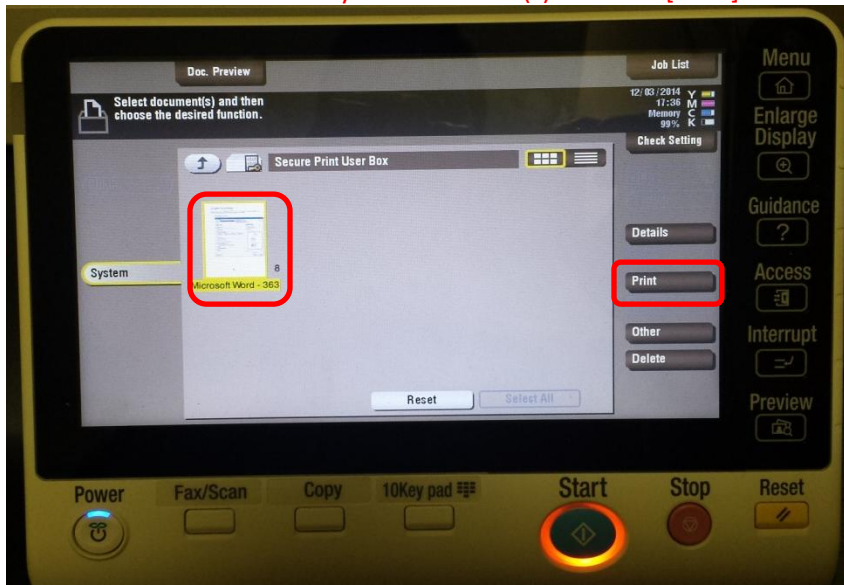 Doc. Preview
Job List
Select document(s) and then
choose the desired function.
12/03/2014
17:36
Memory
99%
Y
M
C
K
Check Setting
Secure Print User Box
System
8
Microsoft Word - 363
Details
Print
Other
Delete
Reset
Select All
Menu
Enlarge
Display
Guidance
?
Access
Interrupt
Preview
Power
Fax/Scan
Copy
10Key pad
Start
Stop
Reset